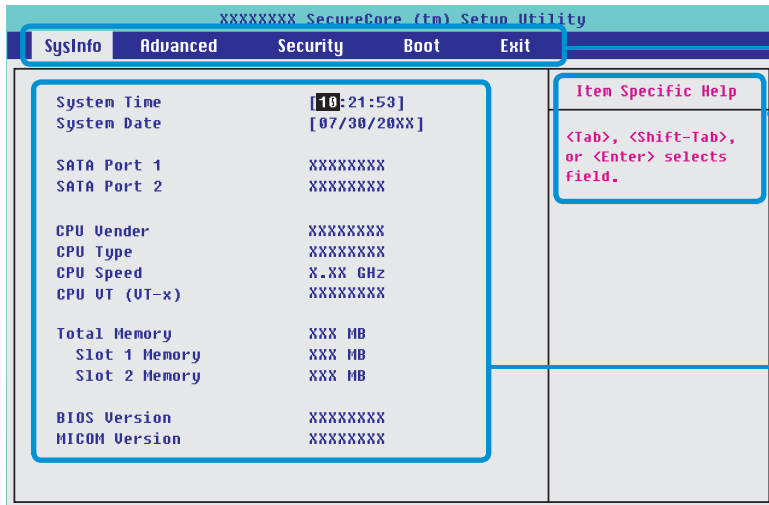 XXXXXXXX SecureCore (tm) Setup Utility
SysInfo Advanced Security Boot Exit
System Time [10:21:53]
System Date [07/30/20XX]
SATA Port 1 XXXXXXXX
SATA Port 2 XXXXXXXX
CPU Vender XXXXXXXX
CPU Type XXXXXXXX
CPU Speed X.XX GHz
CPU VT (VT-x) XXXXXXXX
Total Memory XXX MB
Slot 1 Memory XXX MB
Slot 2 Memory XXX MB
BIOS Version XXXXXXXX
MICOM Version XXXXXXXX
Item Specific Help
<Tab>, <Shift-Tab>,
or <Enter> selects
field.